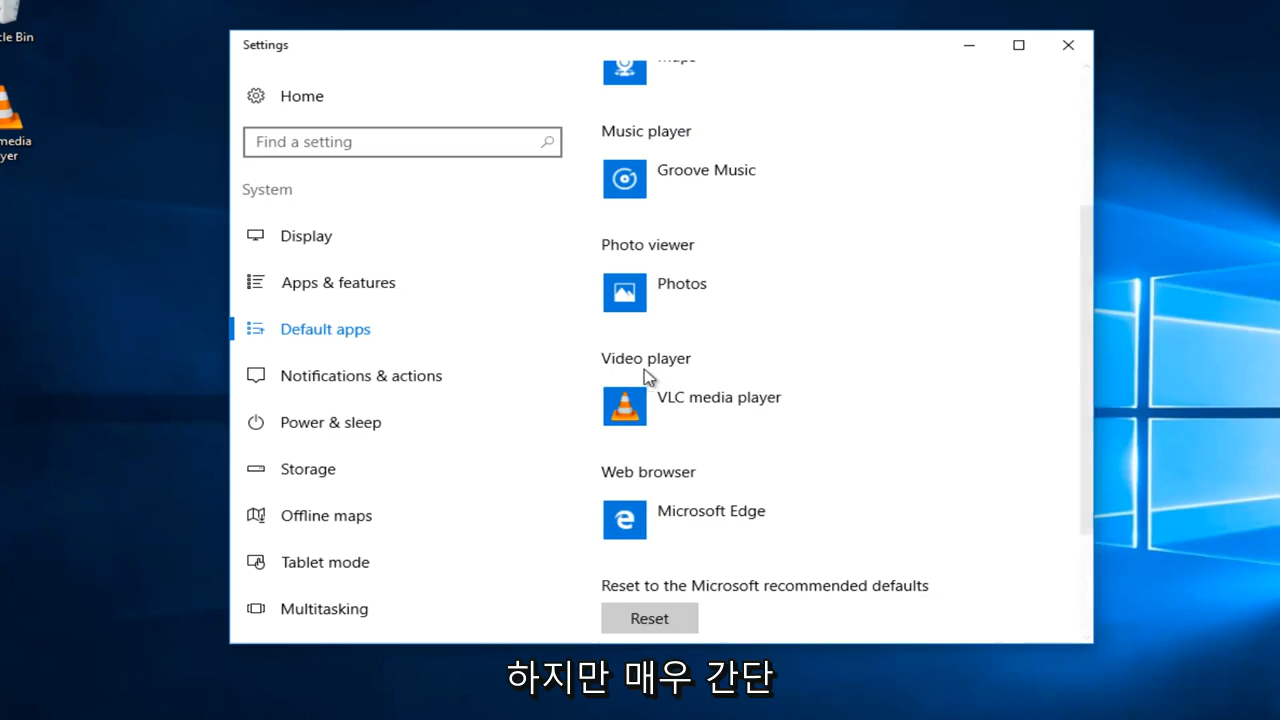 cle Bin
media
yer
Settings
Home
Find a setting
System
Display
Apps & features
Default apps
Notifications & actions
Power & sleep
Storage
Offline maps
Tablet mode
Multitasking
Maps
Music player
Groove Music
Photo viewer
Photos
Video player
VLC media player
Web browser
Microsoft Edge
Reset to the Microsoft recommended defaults
Reset
하지만 매우 간단